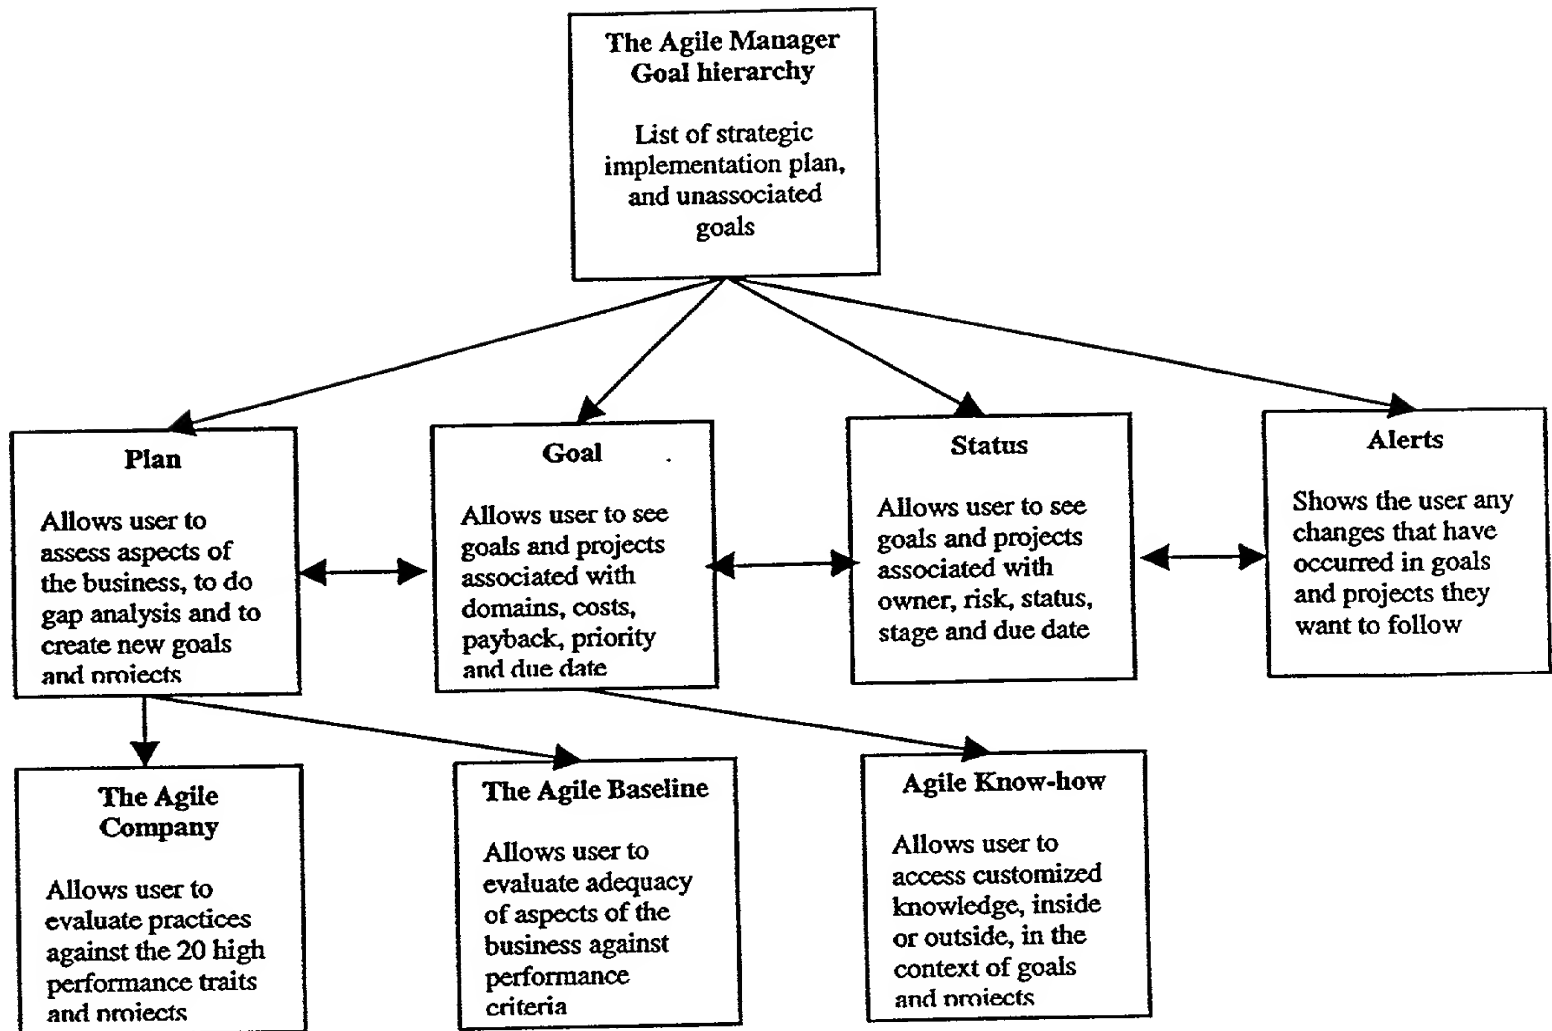 The Agile Manager
Goal hierarchy
List of strategic
implementation plan,
and unassociated
goals
Plan
Allows user to
assess aspects of
the business, to do
gap analysis and to
create new goals
and projects
Goal
Allows user to see
goals and projects
associated with
domains, costs,
payback, priority
and due date
Status
Allows user to see
goals and projects
associated with
owner, risk, status,
stage and due date
Alerts
Shows the user any
changes that have
occurred in goals
and projects they
want to follow
The Agile
Company
Allows user to
evaluate practices
against the 20 high
performance traits
and projects
The Agile Baseline
Allows user to
evaluate adequacy
of aspects of the
business against
performance
criteria
Agile Know-how
Allows user to
access customized
knowledge, inside
or outside, in the
context of goals
and projects